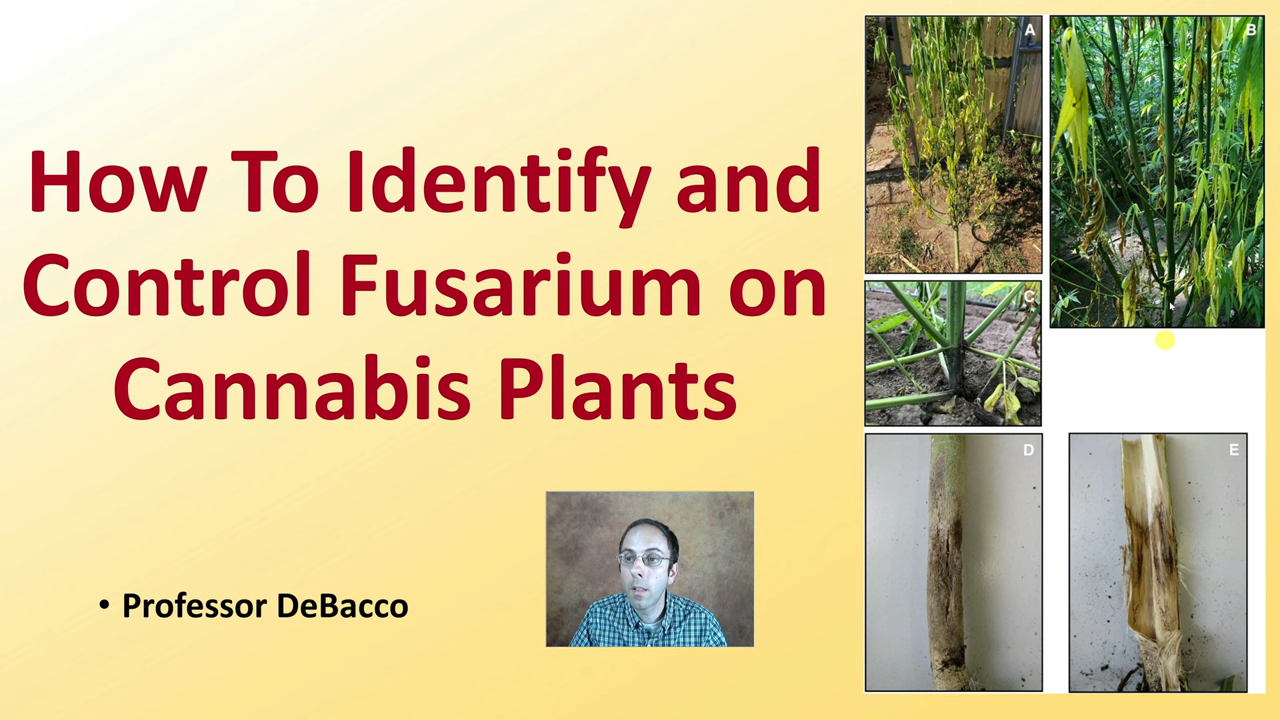 How To Identify and
Control Fusarium on
Cannabis Plants
• Professor DeBacco
A
B
C
D
E